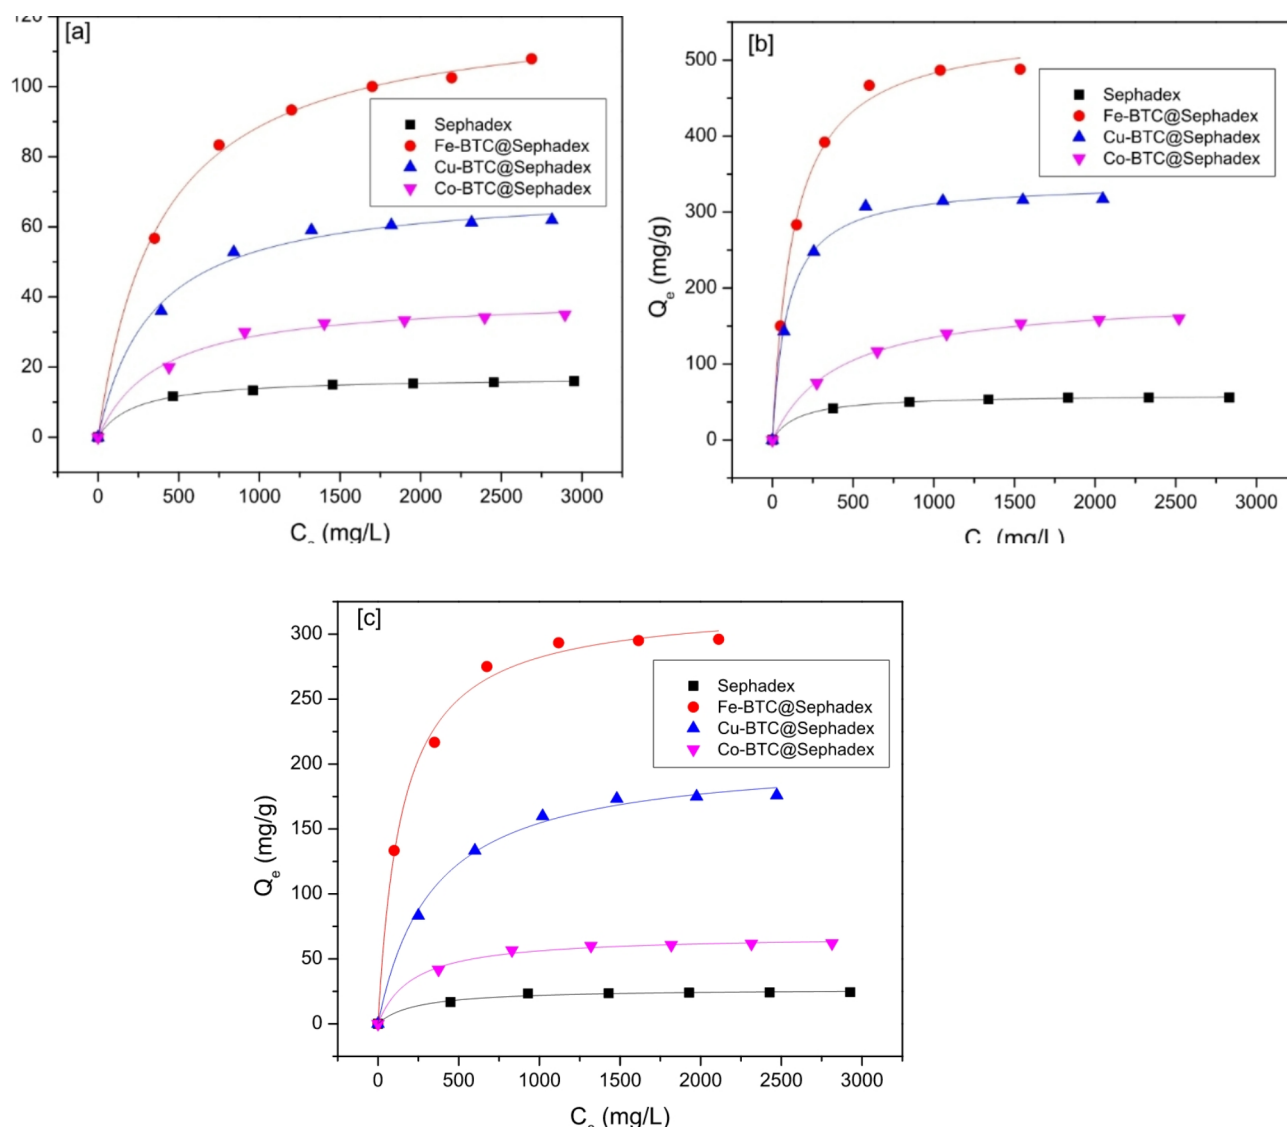 [a]
120
100
80
60
40
20
0
Sephadex
Fe-BTC@Sephadex
Cu-BTC@Sephadex
Co-BTC@Sephadex
0 500 1000 1500 2000 2500 3000
Ce (mg/L)
[b]
Qe (mg/g)
500
400
300
200
100
0
Sephadex
Fe-BTC@Sephadex
Cu-BTC@Sephadex
Co-BTC@Sephadex
0 500 1000 1500 2000 2500 3000
C (mg/L)
[c]
Qe (mg/g)
300
250
200
150
100
50
0
Sephadex
Fe-BTC@Sephadex
Cu-BTC@Sephadex
Co-BTC@Sephadex
0 500 1000 1500 2000 2500 3000
Ce (mg/L)